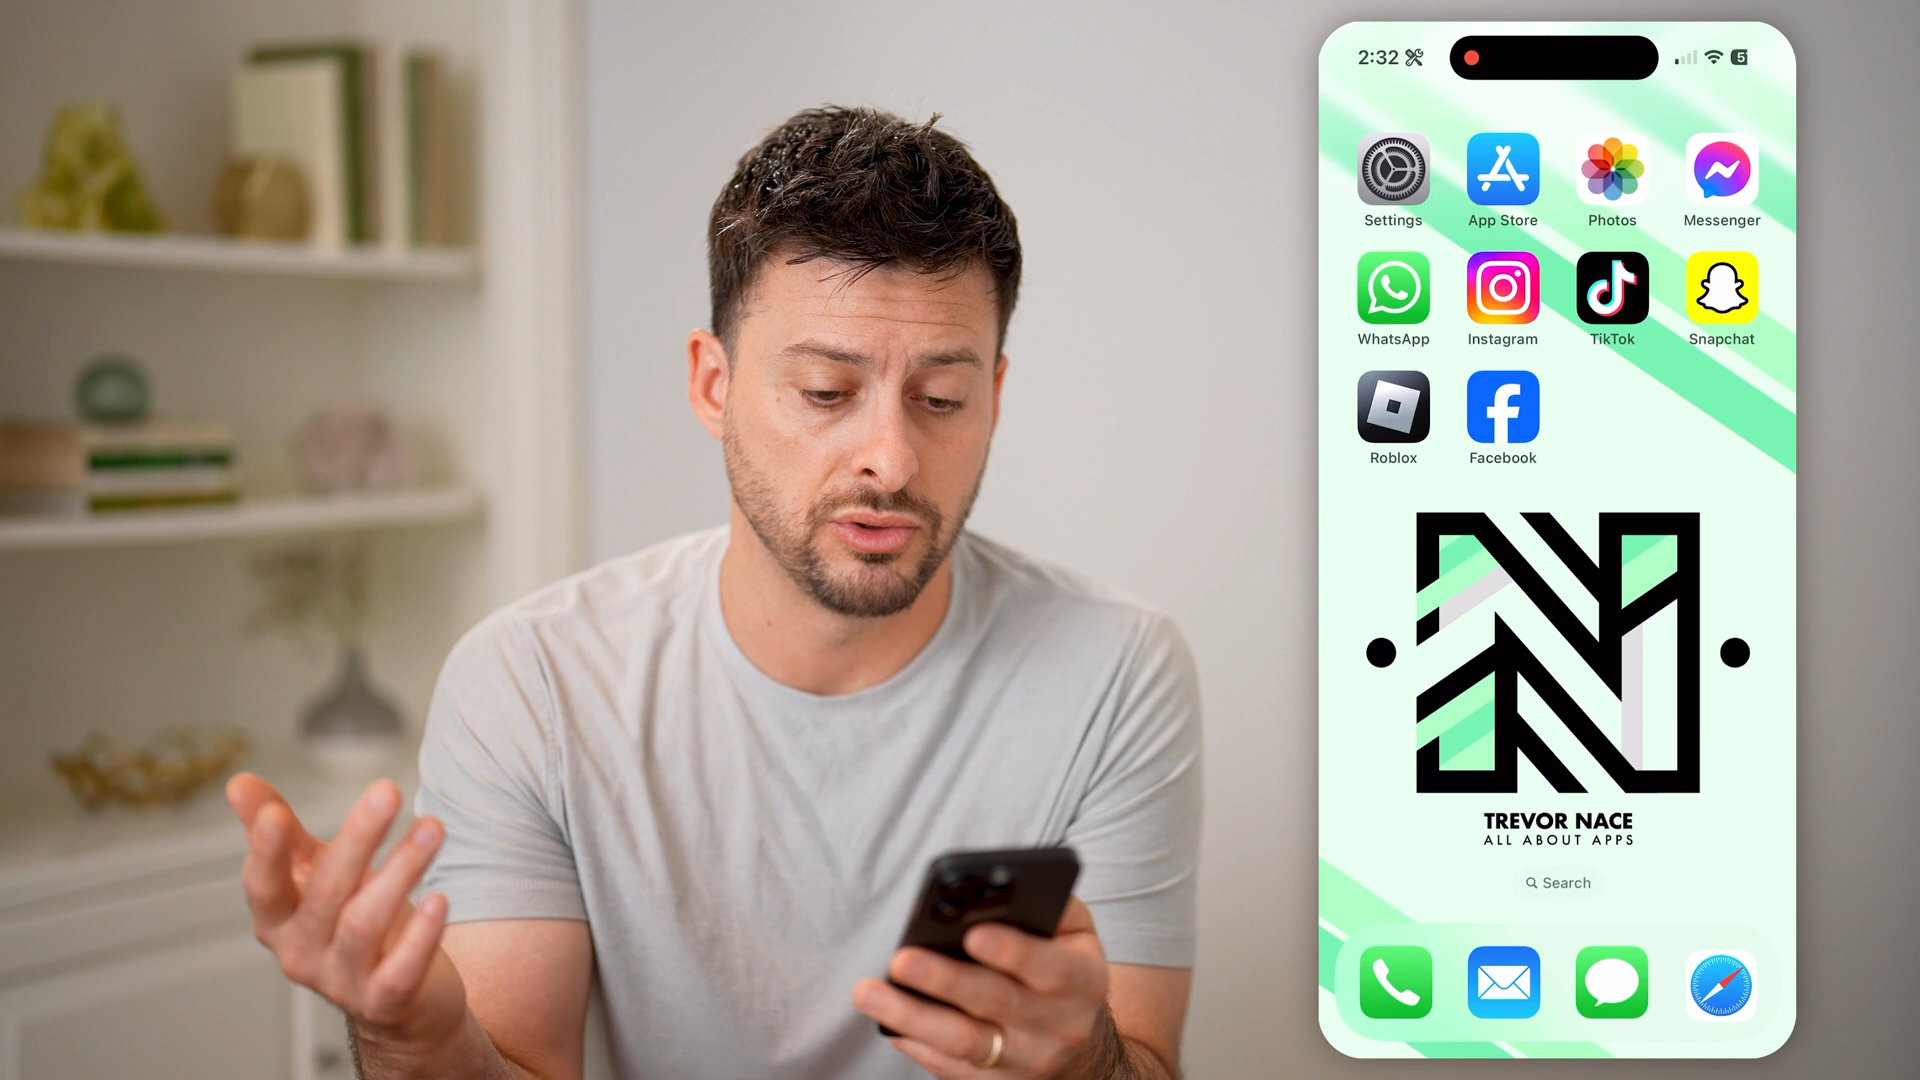 2:32
5
Settings App Store Photos Messenger
WhatsApp Instagram TikTok Snapchat
Roblox Facebook
TREVOR NACE
ALL ABOUT APPS
Search